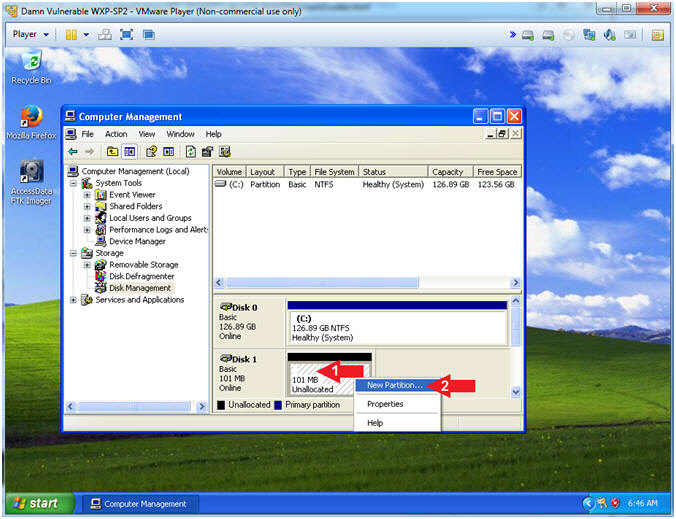 Damn Vulnerable WXP-SP2 - VMware Player (Non-commercial use only)
Player
Recycle Bin
Mozilla Firefox
AccessData
FTK Imager
Computer Management
File Action View Window Help
Computer Management (Local)
System Tools
Event Viewer
Shared Folders
Local Users and Groups
Performance Logs and Alerts
Device Manager
Storage
Removable Storage
Disk Defragmenter
Disk Management
Services and Applications
Volume Layout Type File System Status Capacity Free Space
(C:) Partition Basic NTFS Healthy (System) 126.89 GB 123.56 GB
Disk 0
Basic
126.89 GB
Online
(C:)
126.89 GB NTFS
Healthy (System)
Disk 1
Basic
101 MB
Online
101 MB
Unallocated
1
New Partition...
2
Properties
Help
Unallocated Primary partition
start
Computer Management
6:46 AM